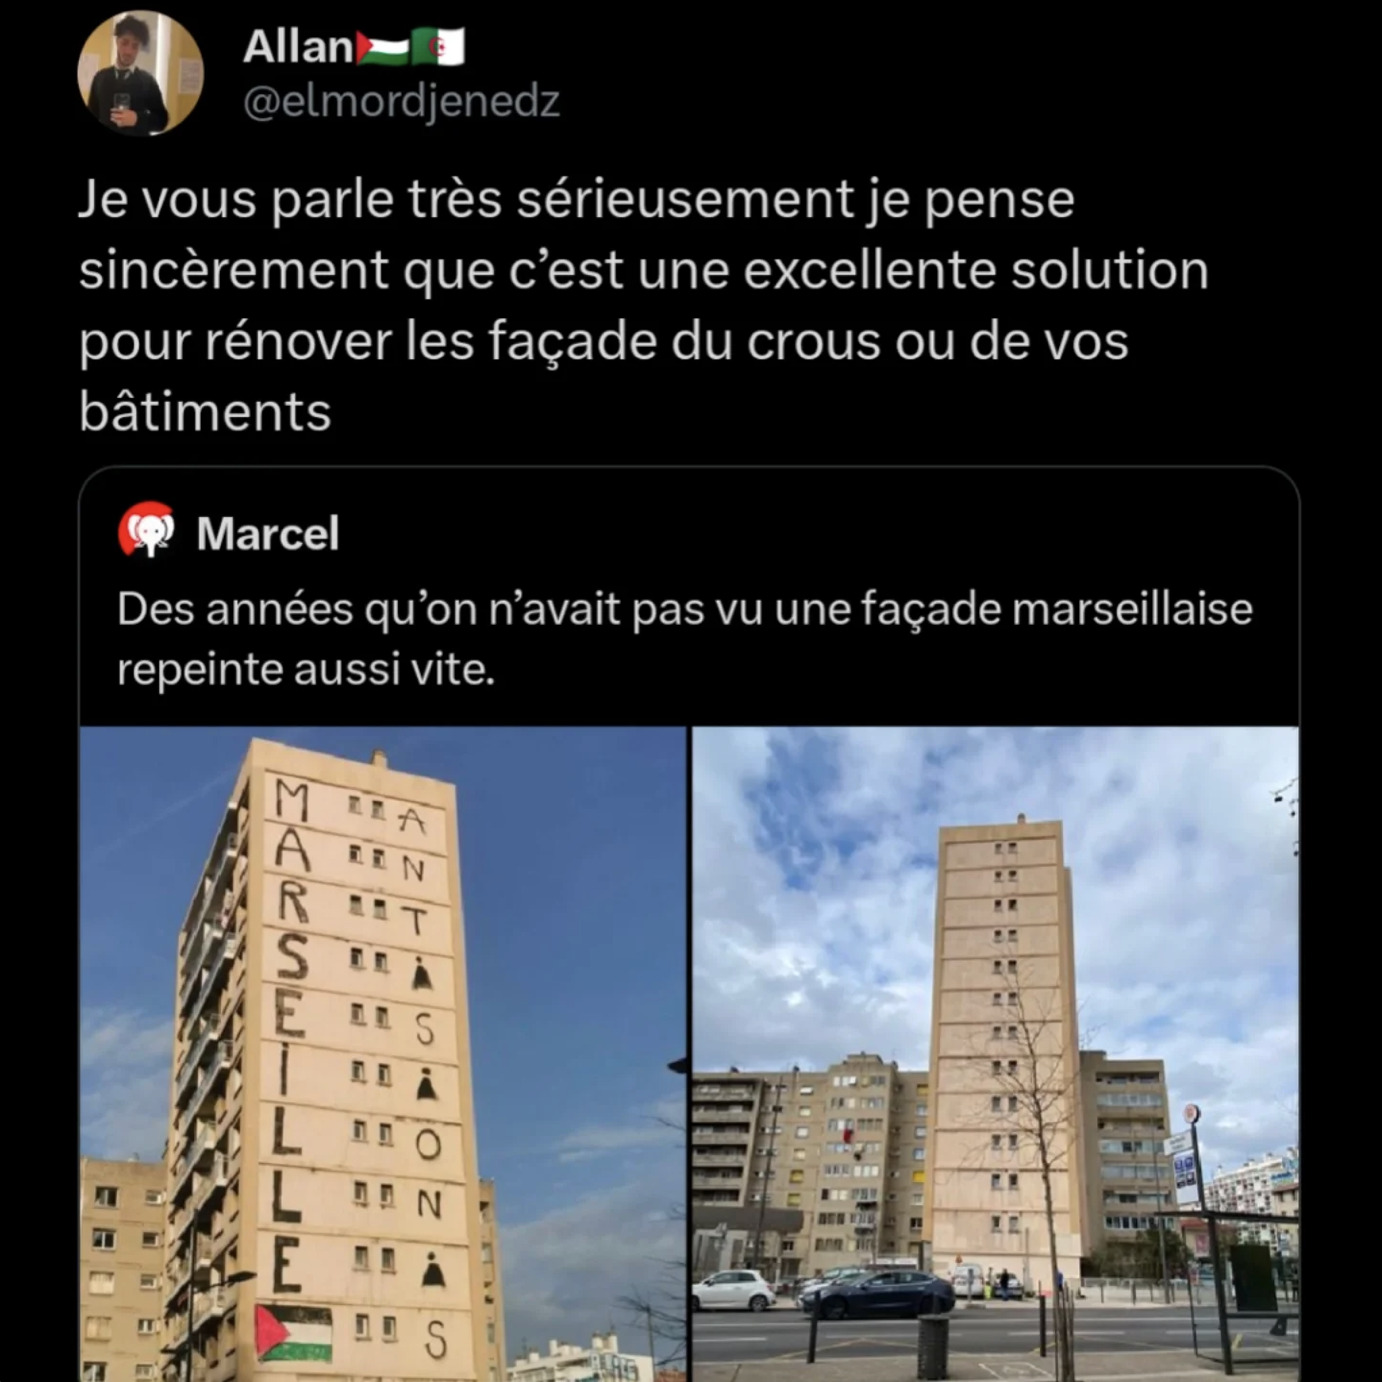 Allan
@elmordjenedz
Je vous parle très sérieusement je pense
sincèrement que c’est une excellente solution
pour rénover les façade du crous ou de vos
bâtiments
Marcel
Des années qu’on n’avait pas vu une façade marseillaise
repeinte aussi vite.
MARSEILLE